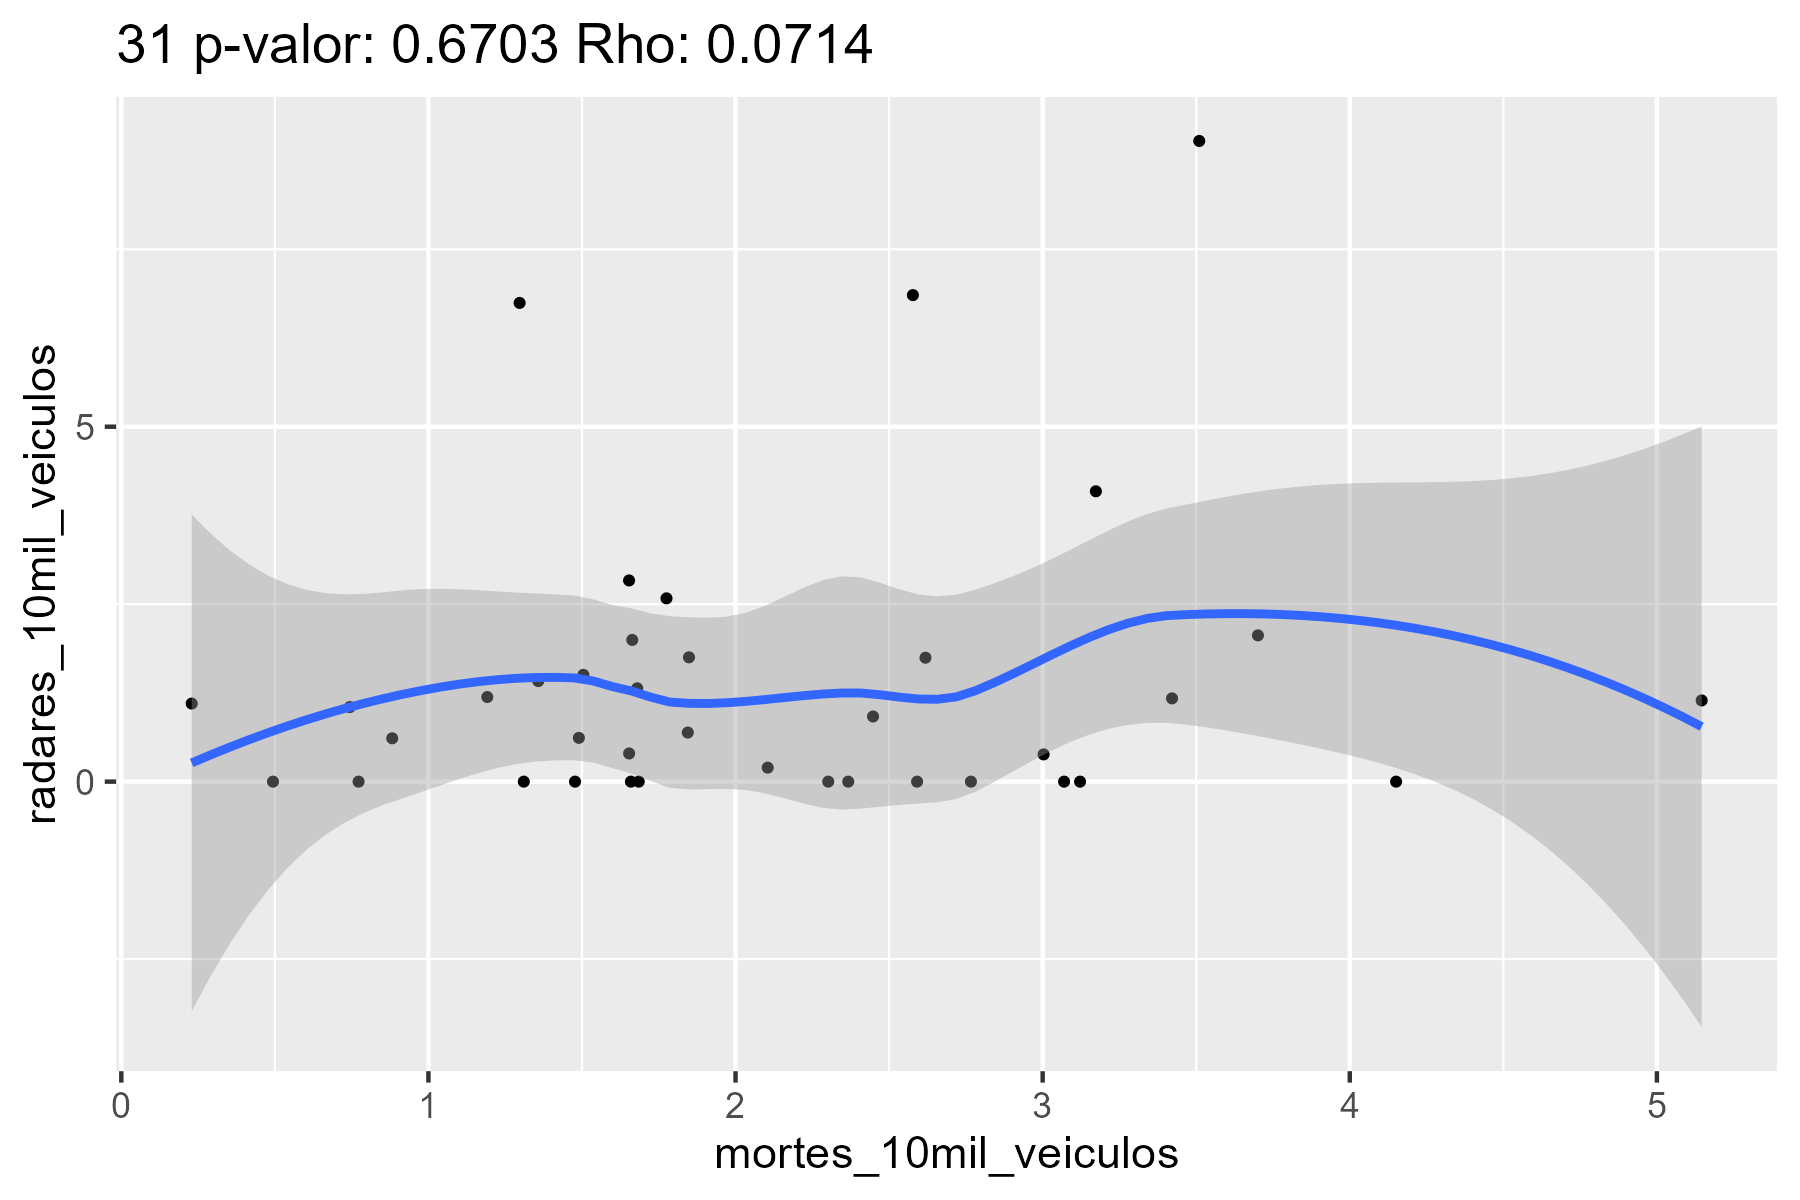 31 p-valor: 0.6703 Rho: 0.0714
radares_10mil_veiculos
5
0
0 1 2 3 4 5
mortes_10mil_veiculos